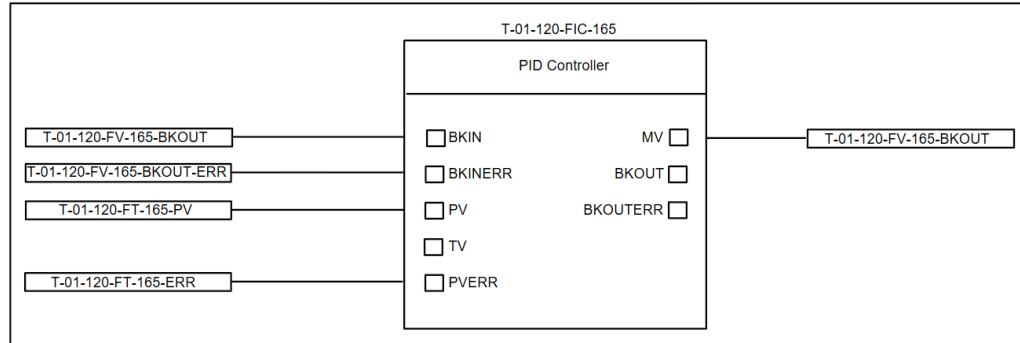 T-01-120-FIC-165
PID Controller
T-01-120-FV-165-BKOUT
BKIN
MV
T-01-120-FV-165-BKOUT
T-01-120-FV-165-BKOUT-ERR
BKINERR
BKOUT
T-01-120-FT-165-PV
PV
BKOUTERR
TV
T-01-120-FT-165-ERR
PVERR